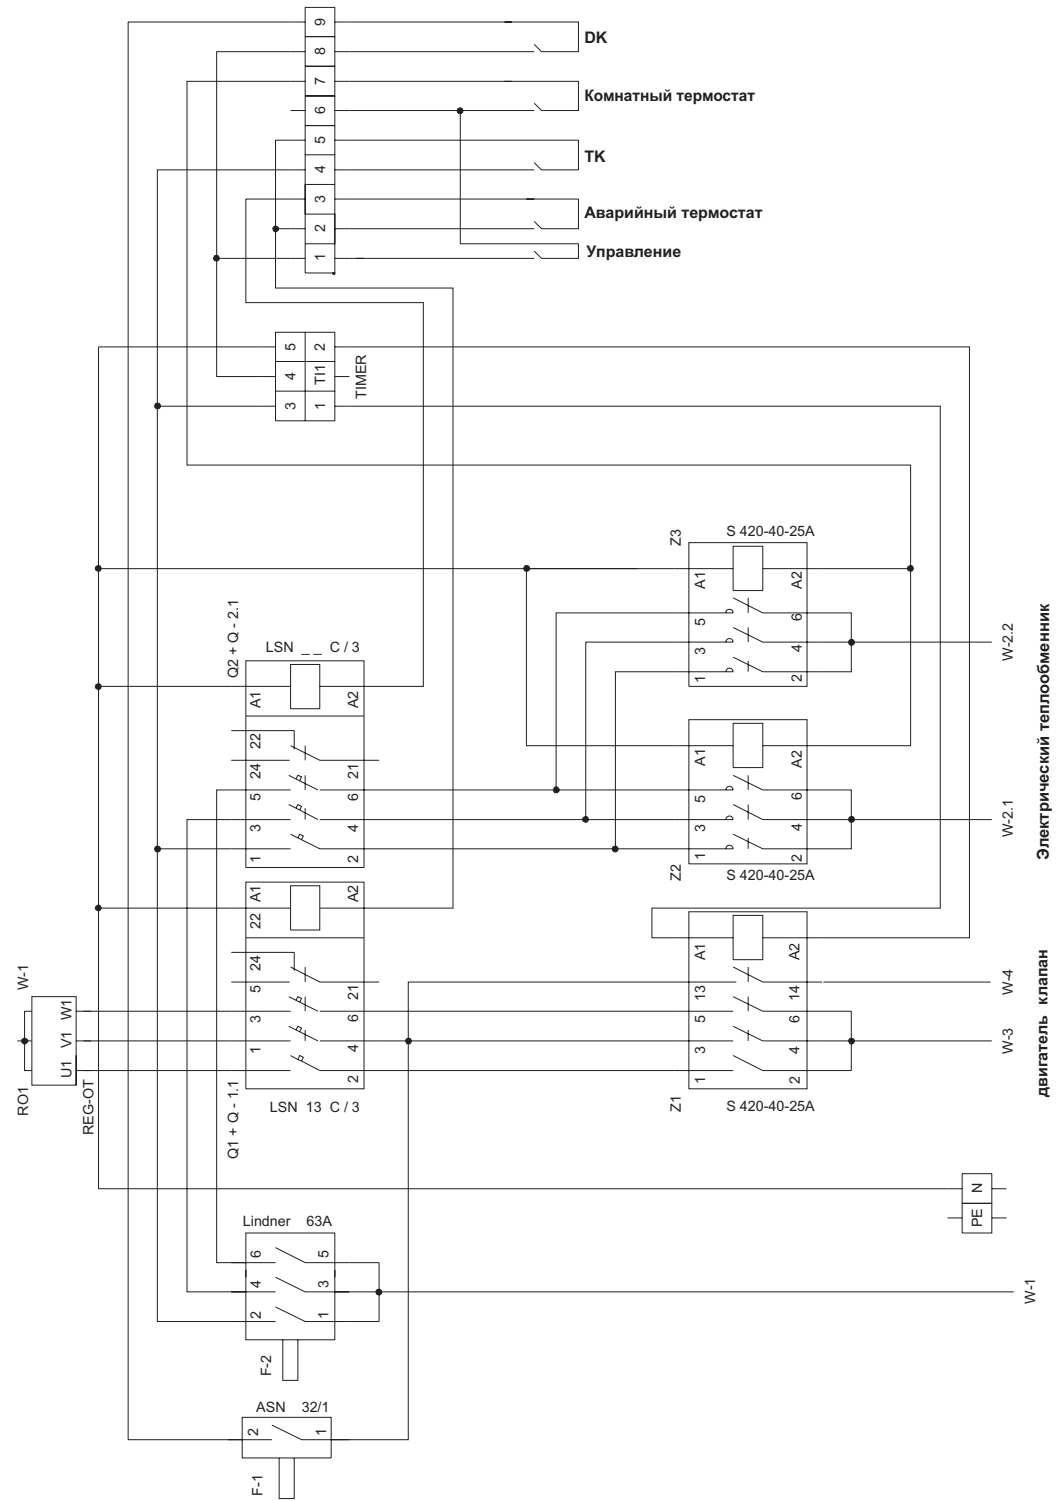 9
DK
8
7
Комнатный термостат
6
5
TK
4
3
Аварийный термостат
2
Управление
1
5 2
4 TI1
3 1
TIMER
Z3
S 420-40-25A
A1 A2
5 6
3 4
1 2
W-2.2
Q2 + Q - 2.1
LSN _ _ C / 3
A1 A2
22
24 21
5 6
3 4
1 2
A1 A2
5 6
3 4
1 2
Z2
S 420-40-25A
W-2.1
Электрический теплообменник
A1 A2
22
24
5 21
3 6
1 4
2
Q1 + Q - 1.1
LSN 13 C / 3
W-1
W1
V1
U1
RO1
REG-OT
A1 A2
13 14
5 6
3 4
1 2
Z1
S 420-40-25A
W-4
W-3
двигатель клапан
N
PE
Lindner 63A
6 5
4 3
2 1
F-2
W-1
ASN 32/1
2 1
F-1